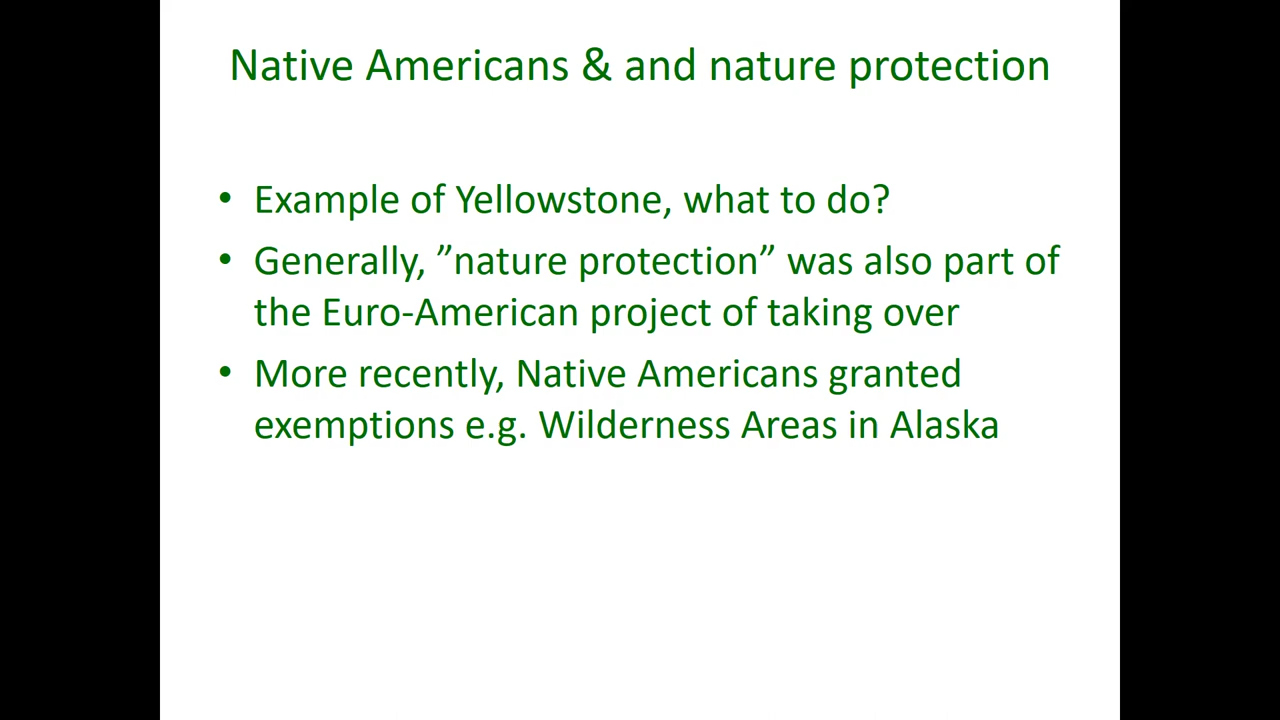 Native Americans & and nature protection
• Example of Yellowstone, what to do?
• Generally, ”nature protection” was also part of
the Euro-American project of taking over
• More recently, Native Americans granted
exemptions e.g. Wilderness Areas in Alaska